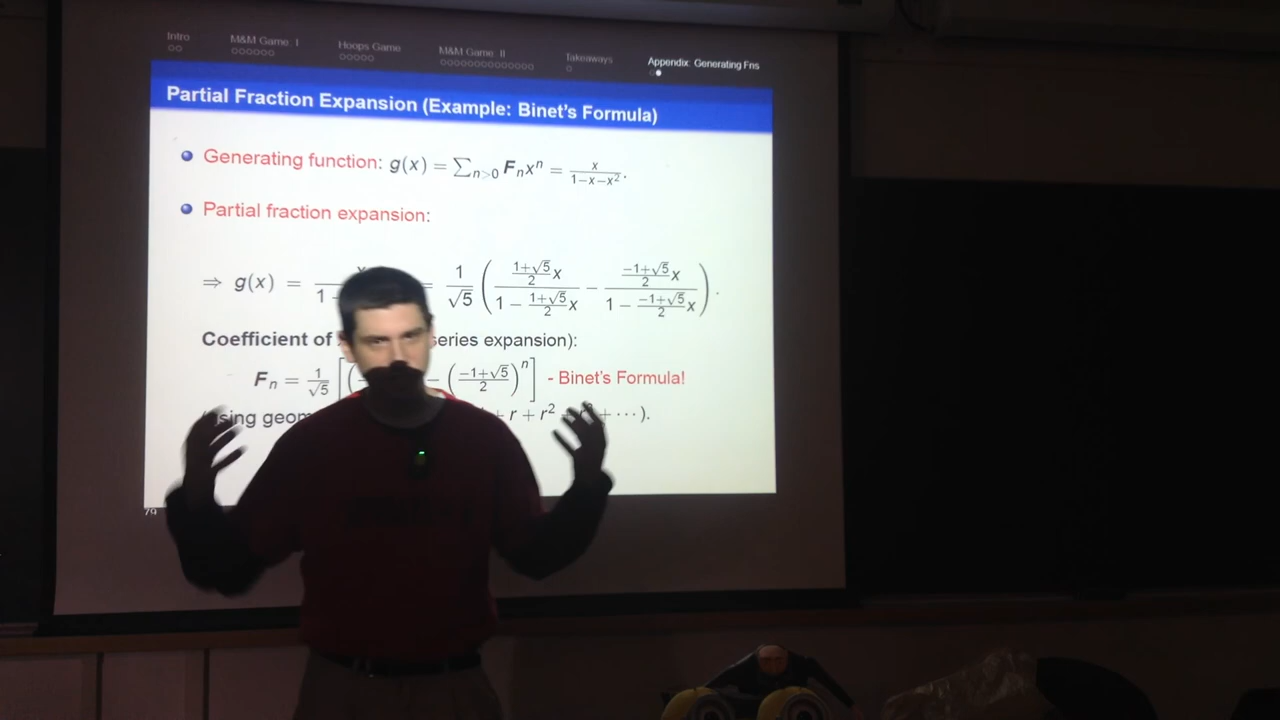 Intro M&M Game: I Hoops Game M&M Game: II Takeaways Appendix: Generating Fns
Partial Fraction Expansion (Example: Binet's Formula)
Generating function: g(x) = ∑ₙ>₀ Fₙxⁿ = x/(1−x−x²).
Partial fraction expansion:
⇒ g(x) = 1 = 1/√5 ( ((1+√5)/2 x)/(1 − (1+√5)/2 x) − ((−1+√5)/2 x)/(1 − (−1+√5)/2 x) ).
Coefficient of series expansion):
Fₙ = 1/√5 [( − ((−1+√5)/2)ⁿ] - Binet's Formula!
r + r² + ⋯).
79